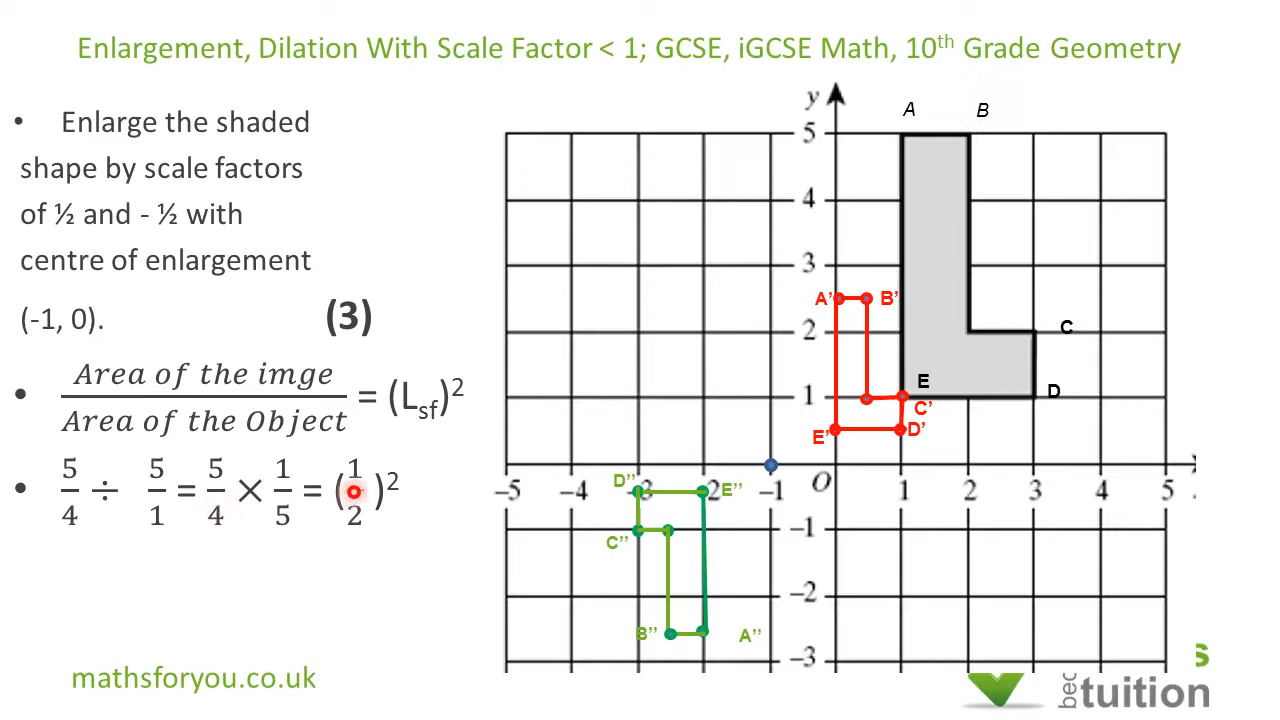 Enlargement, Dilation With Scale Factor < 1; GCSE, iGCSE Math, 10th Grade Geometry
• Enlarge the shaded
shape by scale factors
of ½ and - ½ with
centre of enlargement
(-1, 0). (3)
• Area of the imge / Area of the Object = (Lsf)2
• 5/4 ÷ 5/1 = 5/4 × 1/5 = (1/2)2
mathsforyou.co.uk
y
A B
5
4
3
A' B'
2 C
E
1 D
C'
E' D'
-5 -4 -3 -2 -1 O 1 2 3 4 5
D'' E''
-1
C''
-2
B'' A''
-3
s
bec tuition